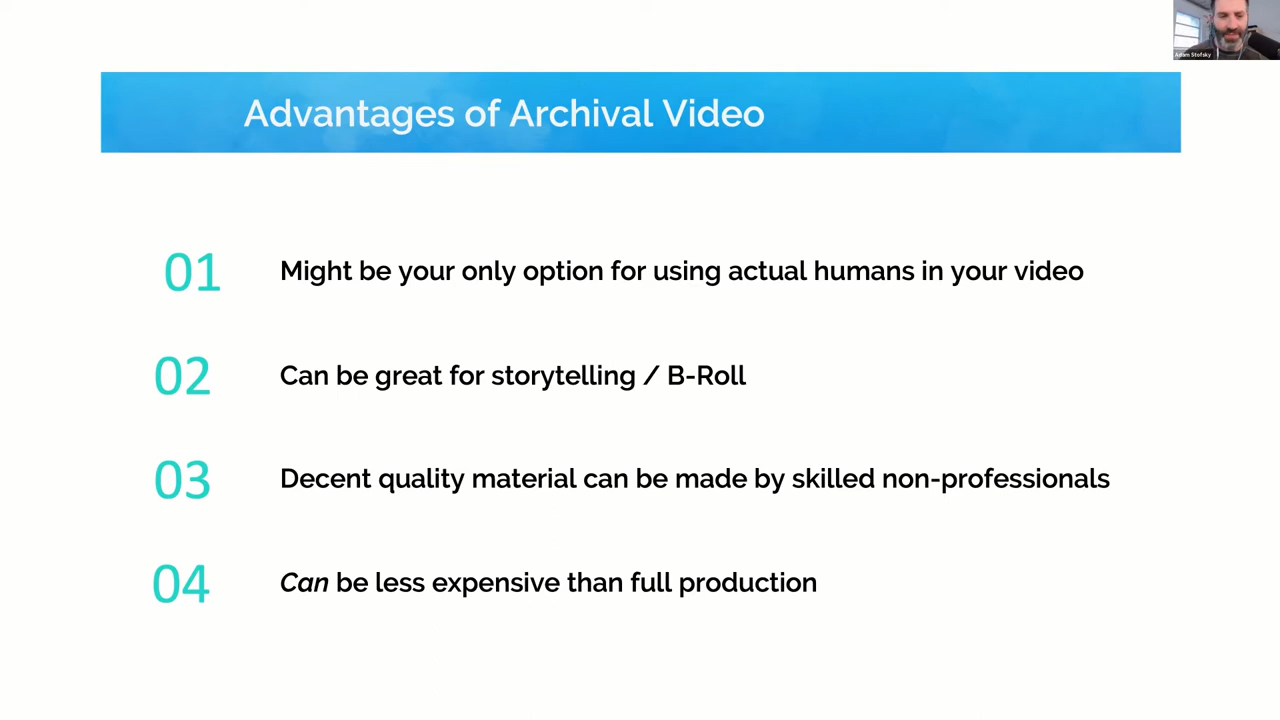 Adam Stofsky
Advantages of Archival Video
01 Might be your only option for using actual humans in your video
02 Can be great for storytelling / B-Roll
03 Decent quality material can be made by skilled non-professionals
04 Can be less expensive than full production